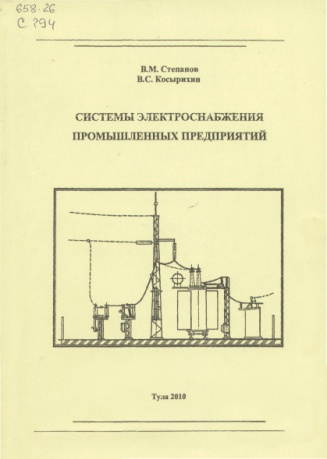 658.26
С 794
В.М. Степанов
В.С. Косырихин
СИСТЕМЫ ЭЛЕКТРОСНАБЖЕНИЯ
ПРОМЫШЛЕННЫХ ПРЕДПРИЯТИЙ
Тула 2010